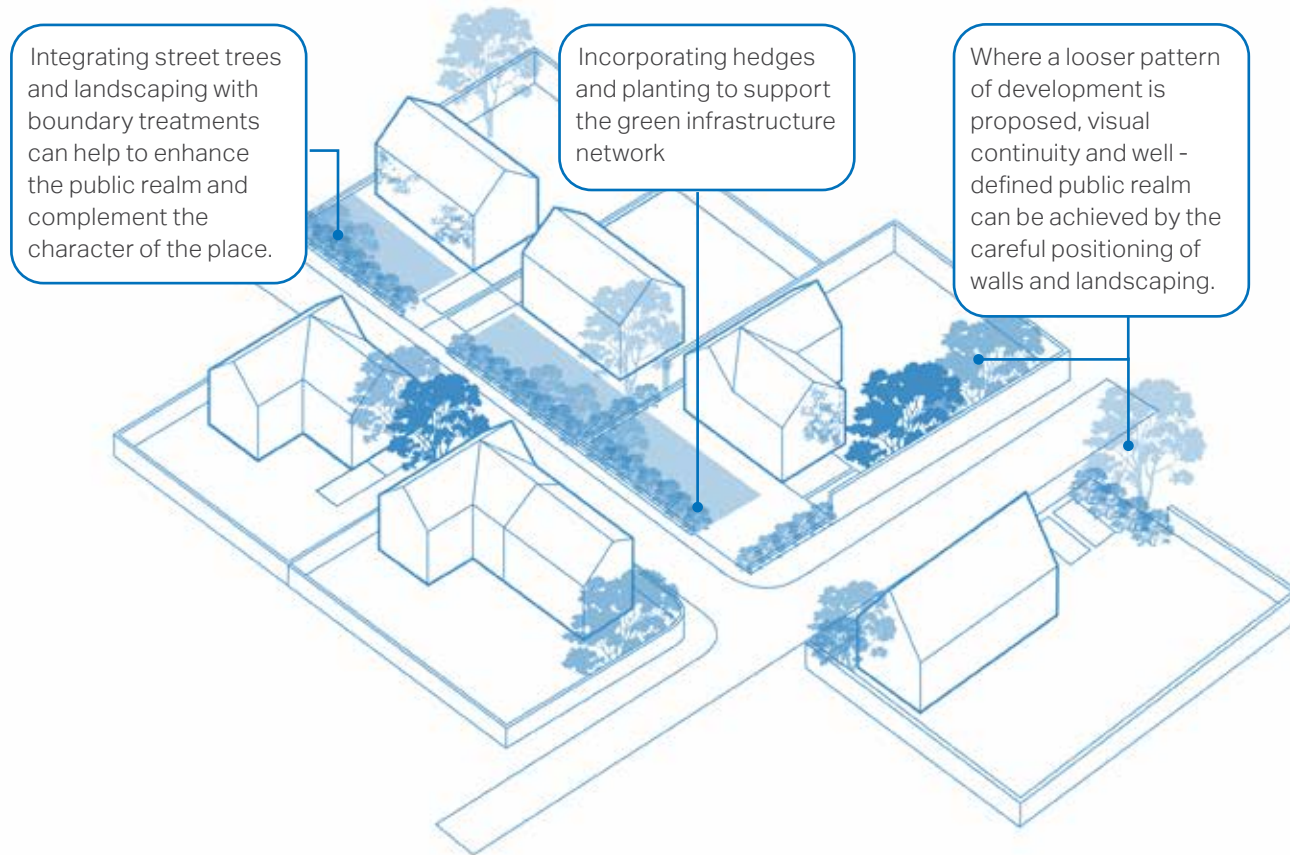 Integrating street trees
and landscaping with
boundary treatments
can help to enhance
the public realm and
complement the
character of the place.
Incorporating hedges
and planting to support
the green infrastructure
network
Where a looser pattern
of development is
proposed, visual
continuity and well -
defined public realm
can be achieved by the
careful positioning of
walls and landscaping.